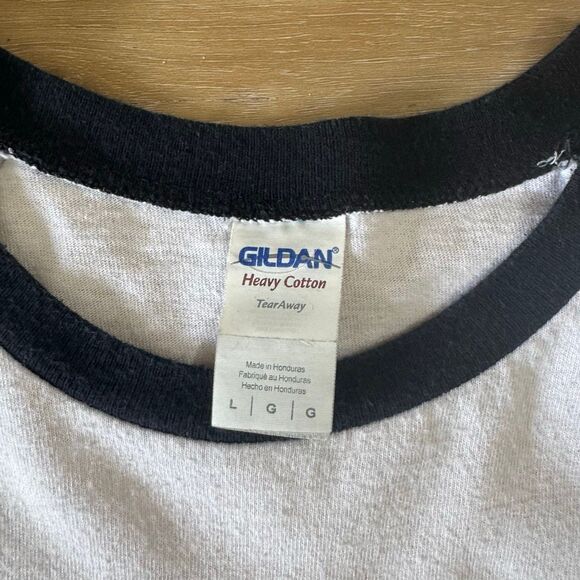 GILDAN®
Heavy Cotton
TearAway
Made in Honduras
Fabriqué au Honduras
Hecho en Honduras
L | G | G